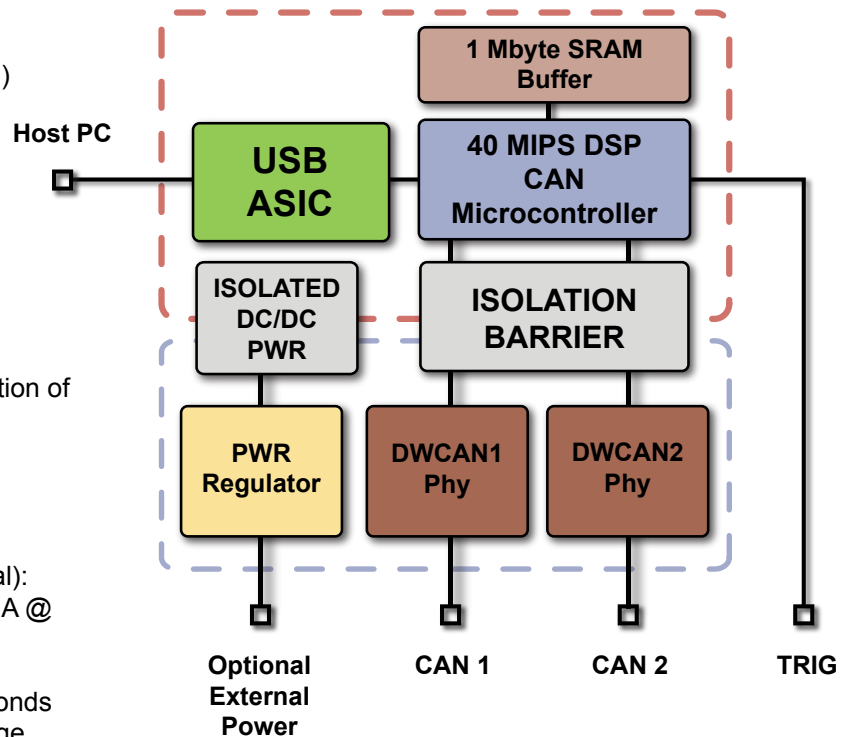 )
Host PC
1 Mbyte SRAM
Buffer
USB
ASIC
40 MIPS DSP
CAN
Microcontroller
ISOLATED
DC/DC
PWR
ISOLATION
BARRIER
tion of
PWR
Regulator
DWCAN1
Phy
DWCAN2
Phy
al):
A @
onds
ge
Optional
External
Power
CAN 1
CAN 2
TRIG